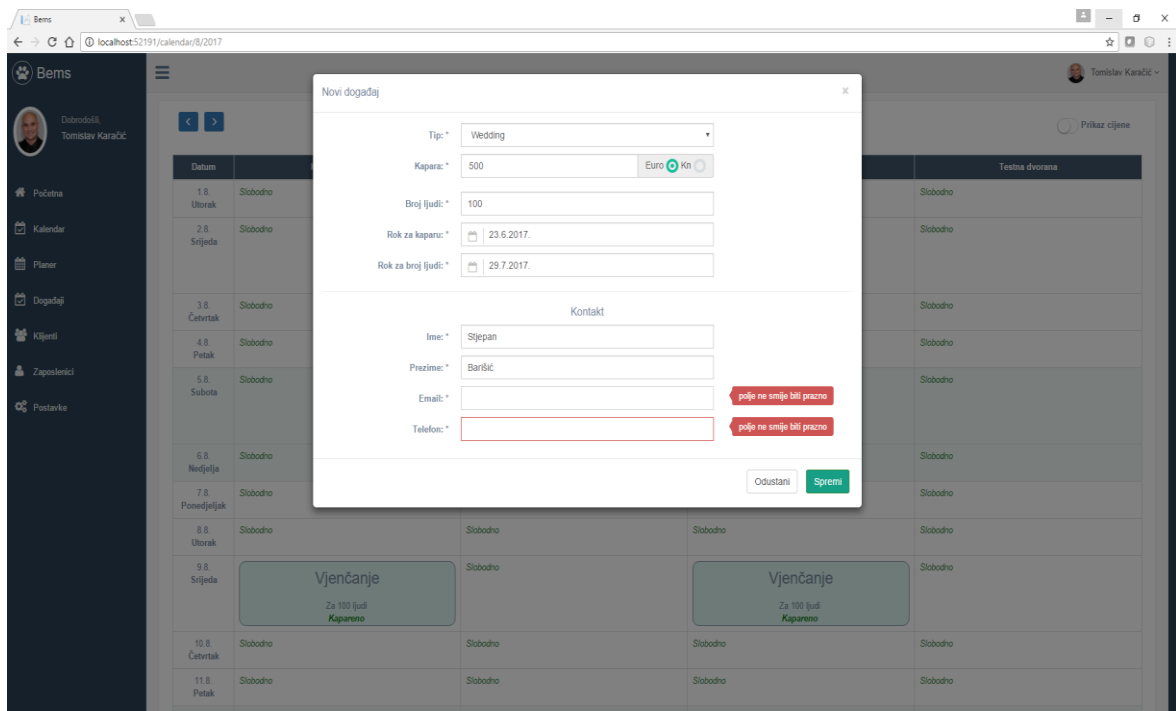 Bems
localhost:52191/calendar/8/2017
Bems
Tomislav Karačić
Dobrodošli,
Tomislav Karačić
Početna
Kalendar
Planer
Događaji
Klijenti
Zaposlenici
Postavke
Prikaz cijene
Novi događaj
x
Tip: * Wedding
Kapara: * 500 Euro Kn
Broj ljudi: * 100
Rok za kaparu: * 23.6.2017.
Rok za broj ljudi: * 29.7.2017.
Kontakt
Ime: * Stjepan
Prezime: * Barišić
Email: * polje ne smije biti prazno
Telefon: * polje ne smije biti prazno
Odustani Spremi
Datum Testna dvorana
1.8. Slobodno Slobodno
Utorak
2.8. Slobodno Slobodno
Srijeda
3.8. Slobodno Slobodno
Četvrtak
4.8. Slobodno Slobodno
Petak
5.8. Slobodno Slobodno
Subota
6.8. Slobodno Slobodno
Nedjelja
7.8. Slobodno Slobodno
Ponedjeljak
8.8. Slobodno Slobodno Slobodno Slobodno
Utorak
9.8. Slobodno Slobodno
Srijeda
Vjenčanje Vjenčanje
Za 100 ljudi Za 100 ljudi
Kapareno Kapareno
10.8. Slobodno Slobodno Slobodno Slobodno
Četvrtak
11.8. Slobodno Slobodno Slobodno Slobodno
Petak